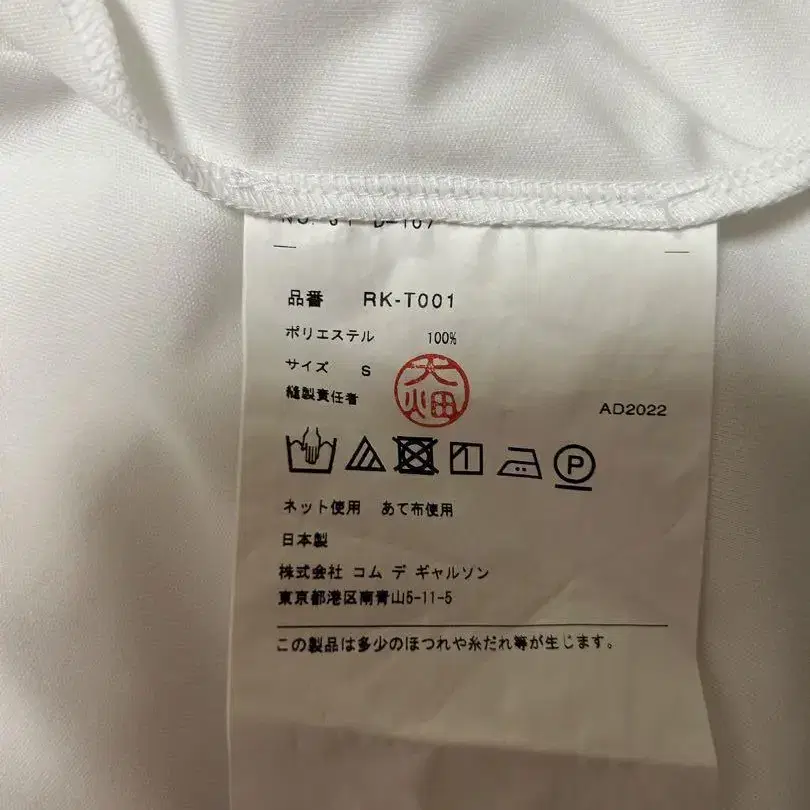 品番 RK-T001
ポリエステル 100%
サイズ S
縫製責任者
大畑
AD2022
P
ネット使用 あて布使用
日本製
株式会社 コム デ ギャルソン
東京都港区南青山5-11-5
この製品は多少のほつれや糸だれ等が生じます。